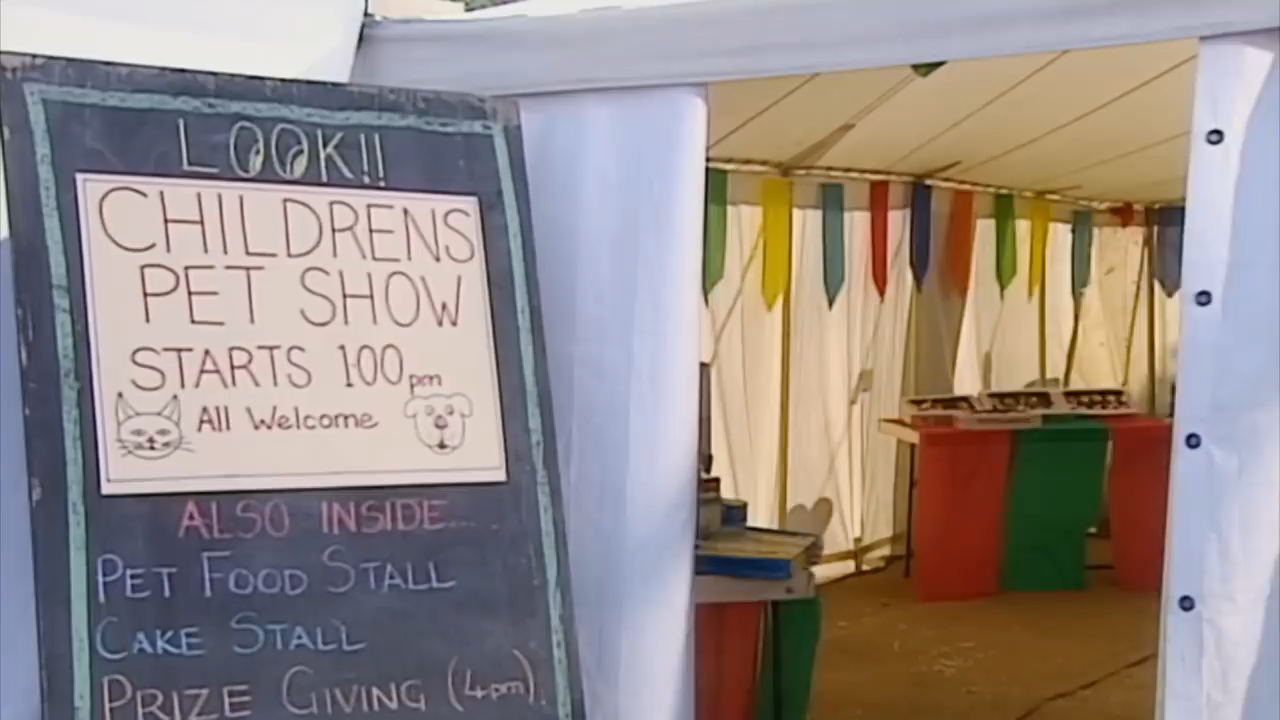 LOOK!!
CHILDRENS
PET SHOW
STARTS 1·00 pm
All Welcome
ALSO INSIDE....
PET FOOD STALL
CAKE STALL
PRIZE GIVING (4pm).